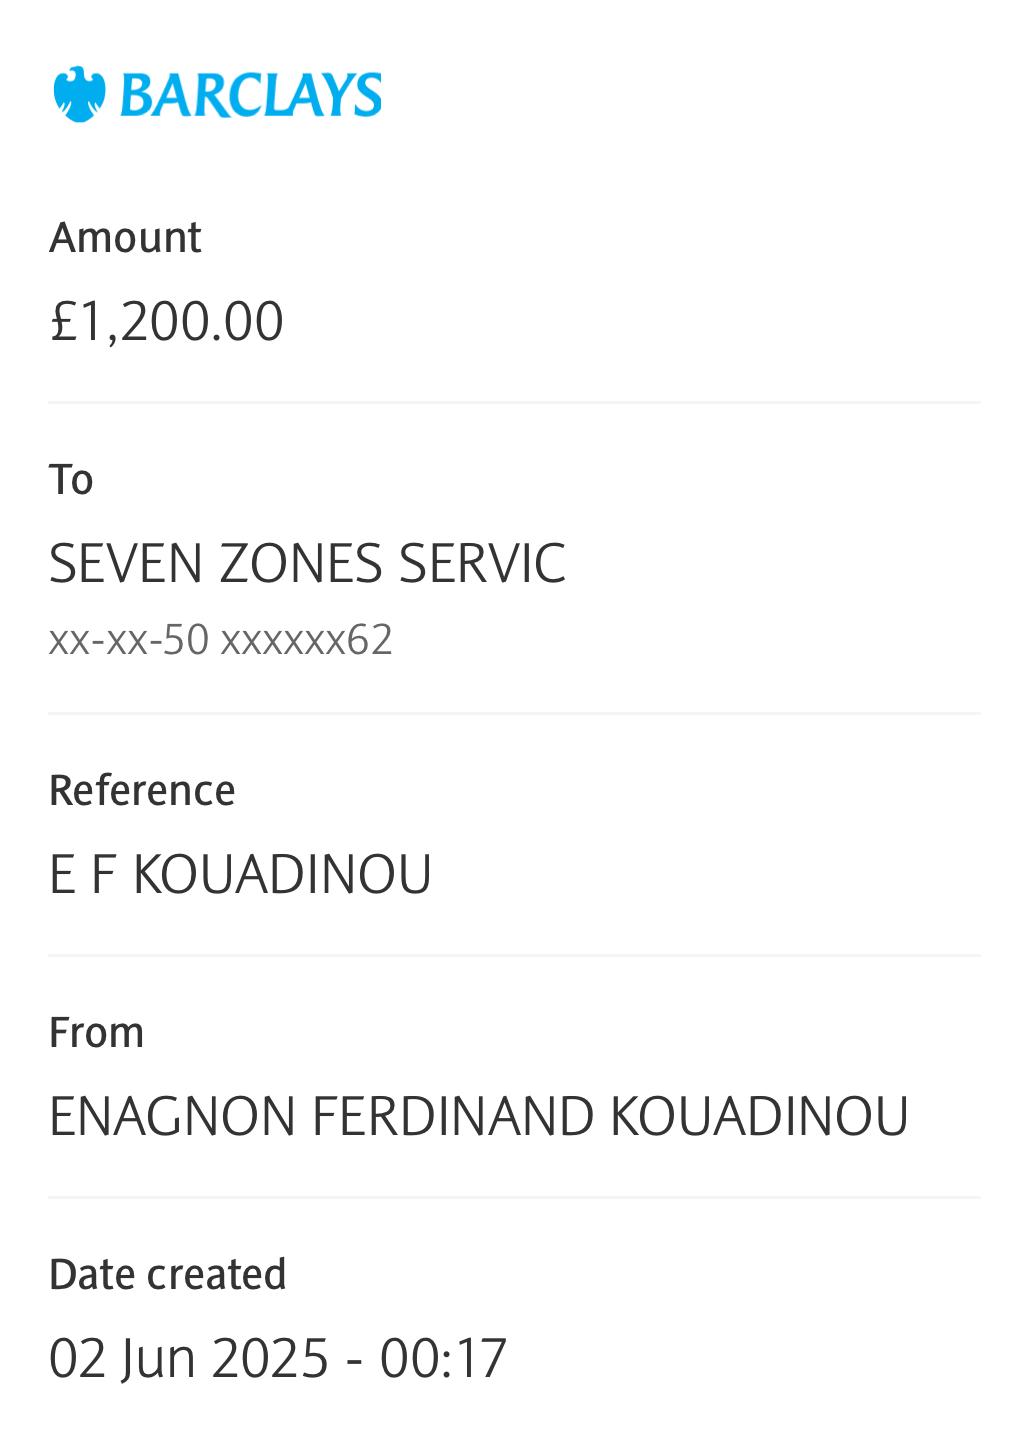 BARCLAYS
Amount
£1,200.00
To
SEVEN ZONES SERVIC
xx-xx-50 xxxxxx62
Reference
E F KOUADINOU
From
ENAGNON FERDINAND KOUADINOU
Date created
02 Jun 2025 - 00:17